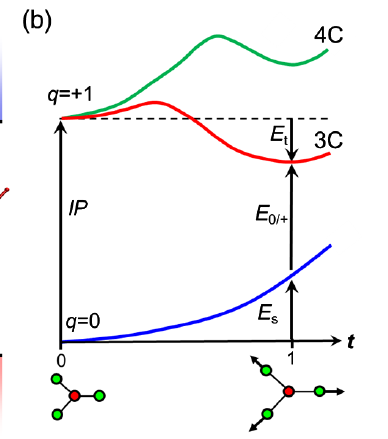 (b)
4C
q=+1
E_t
3C
IP
E_0/+
q=0
E_s
t
0
1